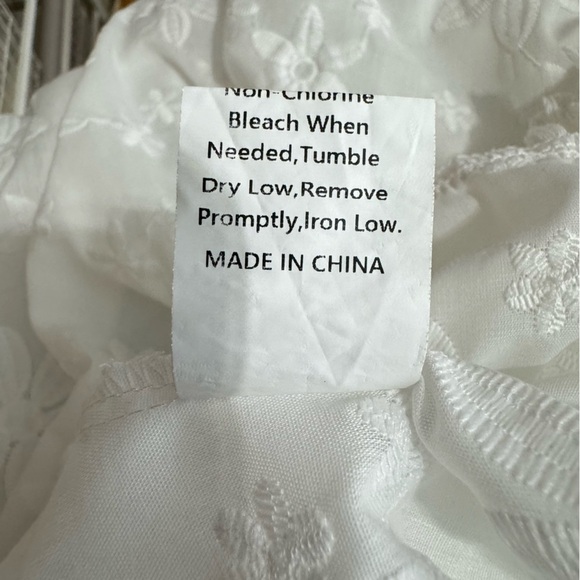 Non-Chlorine
Bleach When
Needed,Tumble
Dry Low,Remove
Promptly,Iron Low.
MADE IN CHINA